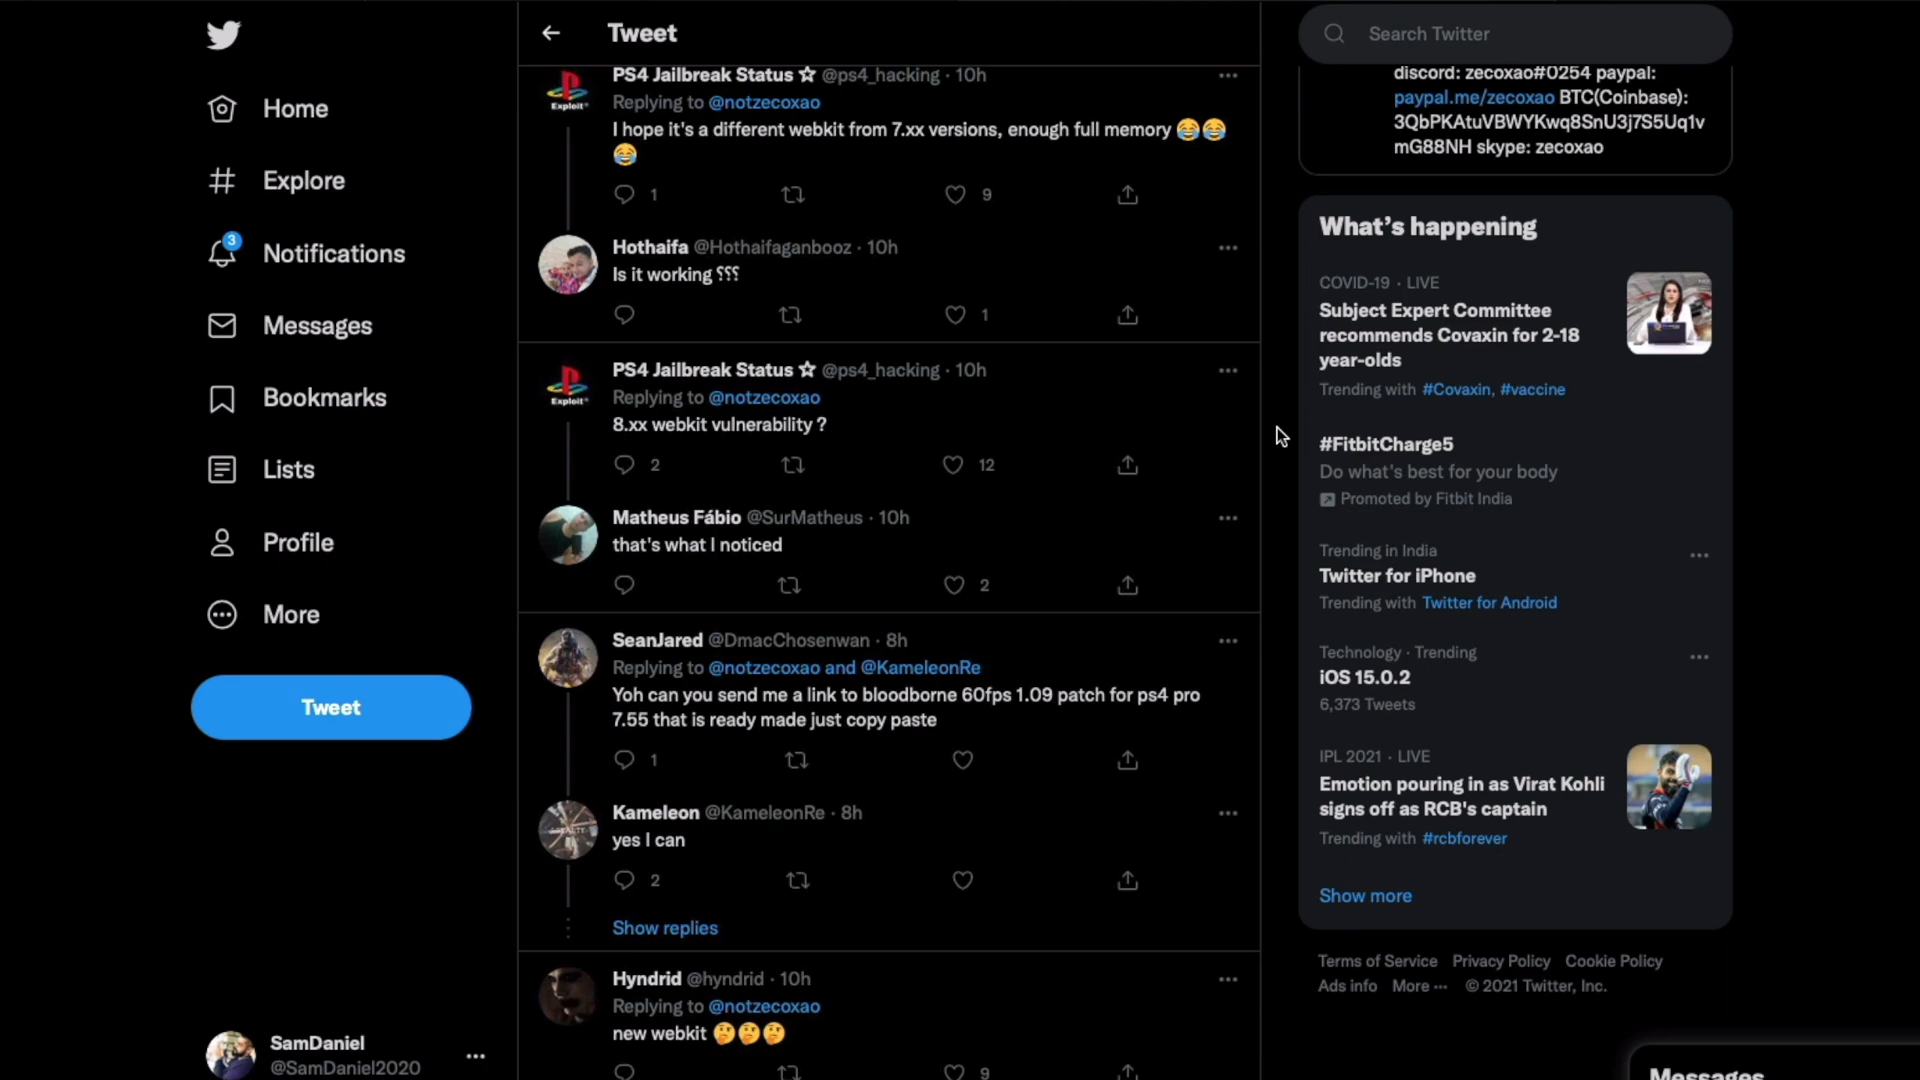 Home
Explore
3
Notifications
Messages
Bookmarks
Lists
Profile
More
Tweet
SamDaniel
@SamDaniel2020
Tweet
PS4 Jailbreak Status ☆ @ps4_hacking · 10h
Exploit
Replying to @notzecoxao
I hope it's a different webkit from 7.xx versions, enough full memory 😂😂
😂
1
9
Hothaifa @Hothaifaganbooz · 10h
Is it working ؟؟؟
1
PS4 Jailbreak Status ☆ @ps4_hacking · 10h
Exploit
Replying to @notzecoxao
8.xx webkit vulnerability ?
2
12
Matheus Fábio @SurMatheus · 10h
that's what I noticed
2
SeanJared @DmacChosenwan · 8h
Replying to @notzecoxao and @KameleonRe
Yoh can you send me a link to bloodborne 60fps 1.09 patch for ps4 pro
7.55 that is ready made just copy paste
1
Kameleon @KameleonRe · 8h
yes I can
2
Show replies
Hyndrid @hyndrid · 10h
Replying to @notzecoxao
new webkit 🤔🤔🤔
9
Search Twitter
discord: zecoxao#0254 paypal:
paypal.me/zecoxao BTC(Coinbase):
3QbPKAtuVBWYKwq8SnU3j7S5Uq1v
mG88NH skype: zecoxao
What's happening
COVID-19 · LIVE
Subject Expert Committee
recommends Covaxin for 2-18
year-olds
Trending with #Covaxin, #vaccine
#FitbitCharge5
Do what's best for your body
Promoted by Fitbit India
Trending in India
Twitter for iPhone
Trending with Twitter for Android
Technology · Trending
iOS 15.0.2
6,373 Tweets
IPL 2021 · LIVE
Emotion pouring in as Virat Kohli
signs off as RCB's captain
Trending with #rcbforever
Show more
Terms of Service Privacy Policy Cookie Policy
Ads info More ··· © 2021 Twitter, Inc.
Messages